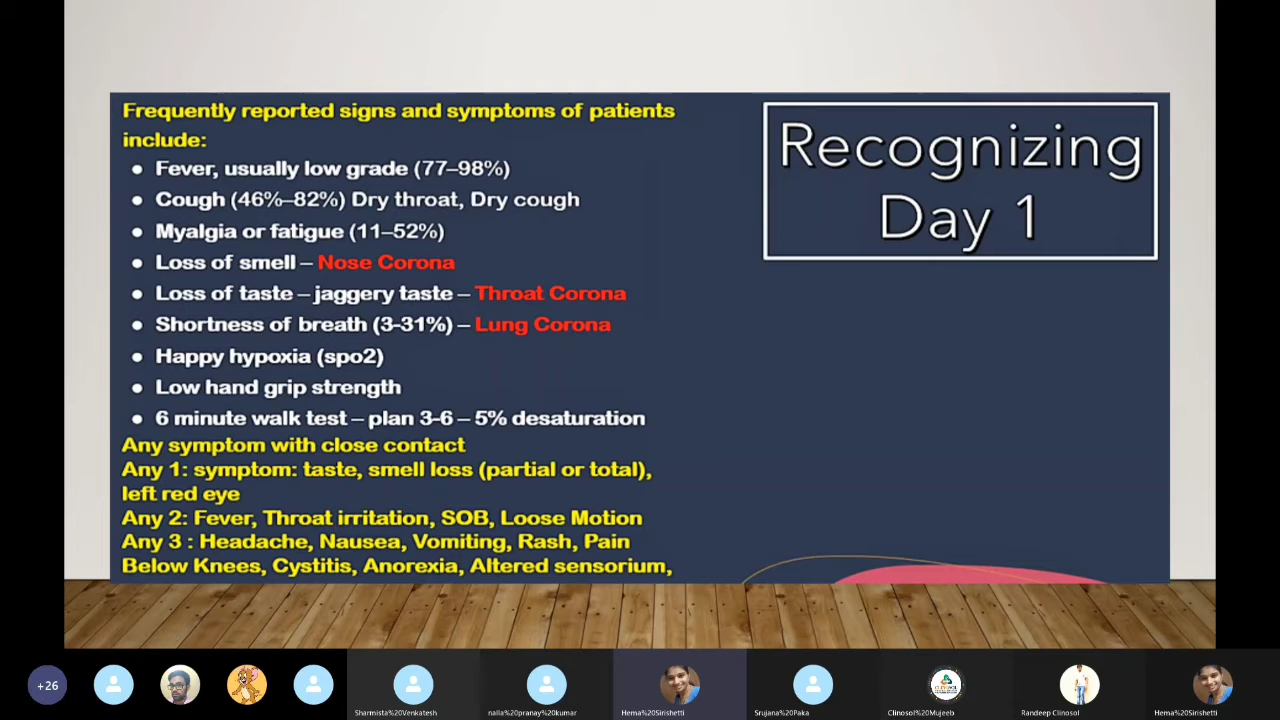 Frequently reported signs and symptoms of patients
include:
● Fever, usually low grade (77–98%)
● Cough (46%–82%) Dry throat, Dry cough
● Myalgia or fatigue (11–52%)
● Loss of smell – Nose Corona
● Loss of taste – jaggery taste – Throat Corona
● Shortness of breath (3-31%) – Lung Corona
● Happy hypoxia (spo2)
● Low hand grip strength
● 6 minute walk test – plan 3-6 – 5% desaturation
Any symptom with close contact
Any 1: symptom: taste, smell loss (partial or total),
left red eye
Any 2: Fever, Throat irritation, SOB, Loose Motion
Any 3 : Headache, Nausea, Vomiting, Rash, Pain
Below Knees, Cystitis, Anorexia, Altered sensorium,
Recognizing
Day 1
+26
Sharmista%20Venkatesh
nalla%20pranay%20kumar
Hema%20Sirishetti
Srujana%20Paka
CLINOSOL
Clinosol%20Mujeeb
Randeep Clinosol
Hema%20Sirishetti